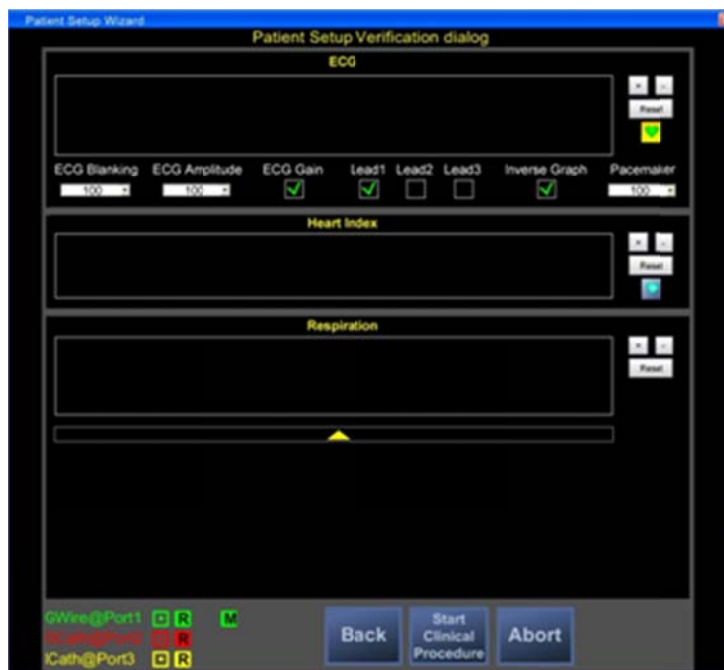 Patient Setup Wizard
Patient Setup Verification dialog
ECG
+ -
Reset
ECG Blanking ECG Amplitude ECG Gain Lead1 Lead2 Lead3 Inverse Graph Pacemaker
100 100 100
Heart Index
+ -
Reset
Respiration
+ -
Reset
GWire@Port1 R M
R
ICath@Port3 R
Back
Start
Clinical
Procedure
Abort